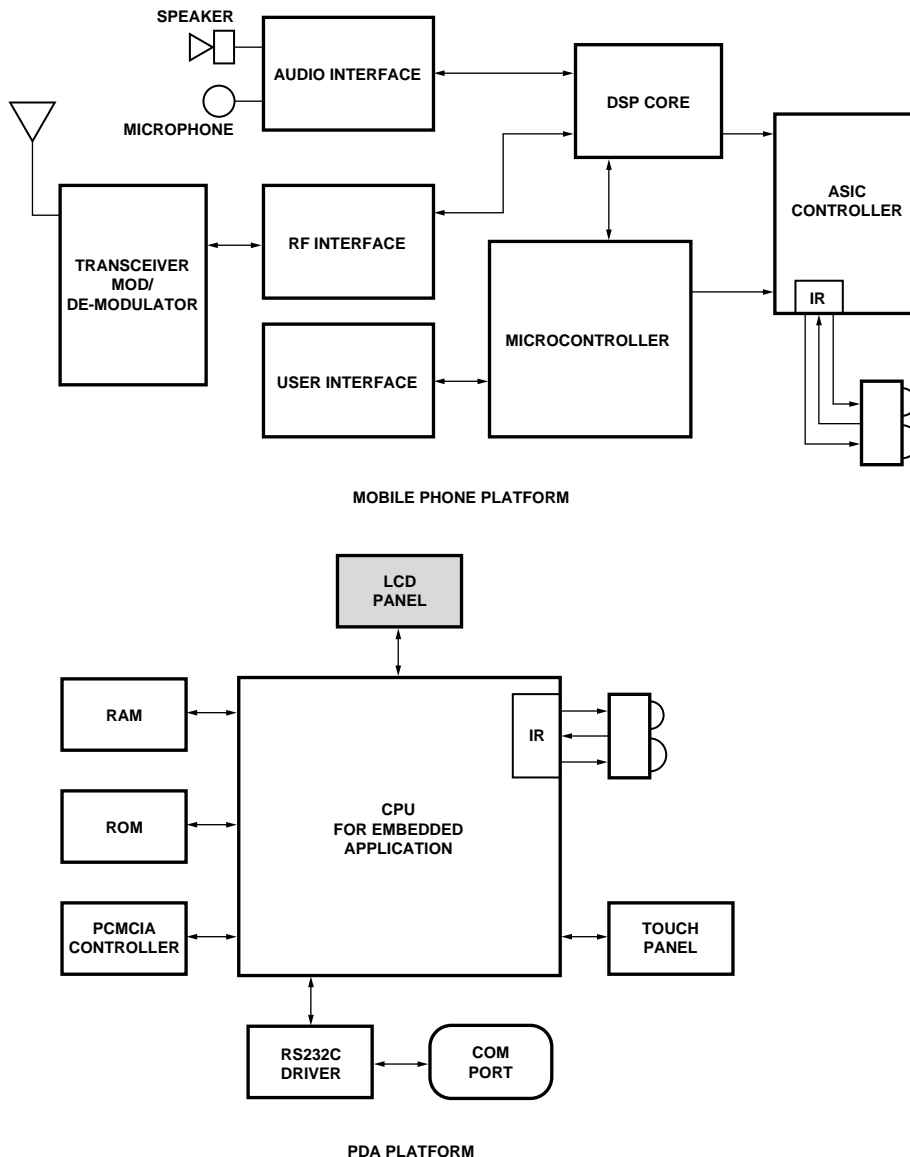 SPEAKER
AUDIO INTERFACE
MICROPHONE
DSP CORE
ASIC
CONTROLLER
RF INTERFACE
TRANSCEIVER
MOD/
DE-MODULATOR
IR
MICROCONTROLLER
USER INTERFACE
MOBILE PHONE PLATFORM
LCD
PANEL
RAM
IR
ROM
CPU
FOR EMBEDDED
APPLICATION
PCMCIA
CONTROLLER
TOUCH
PANEL
RS232C
DRIVER
COM
PORT
PDA PLATFORM